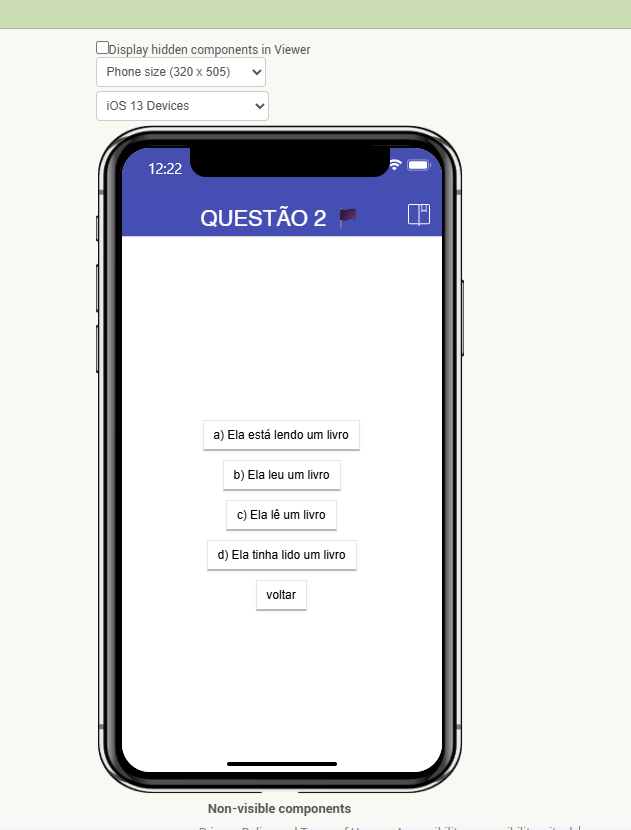 Display hidden components in Viewer
Phone size (320 x 505)
iOS 13 Devices
12:22
QUESTÃO 2
a) Ela está lendo um livro
b) Ela leu um livro
c) Ela lê um livro
d) Ela tinha lido um livro
voltar
Non-visible components